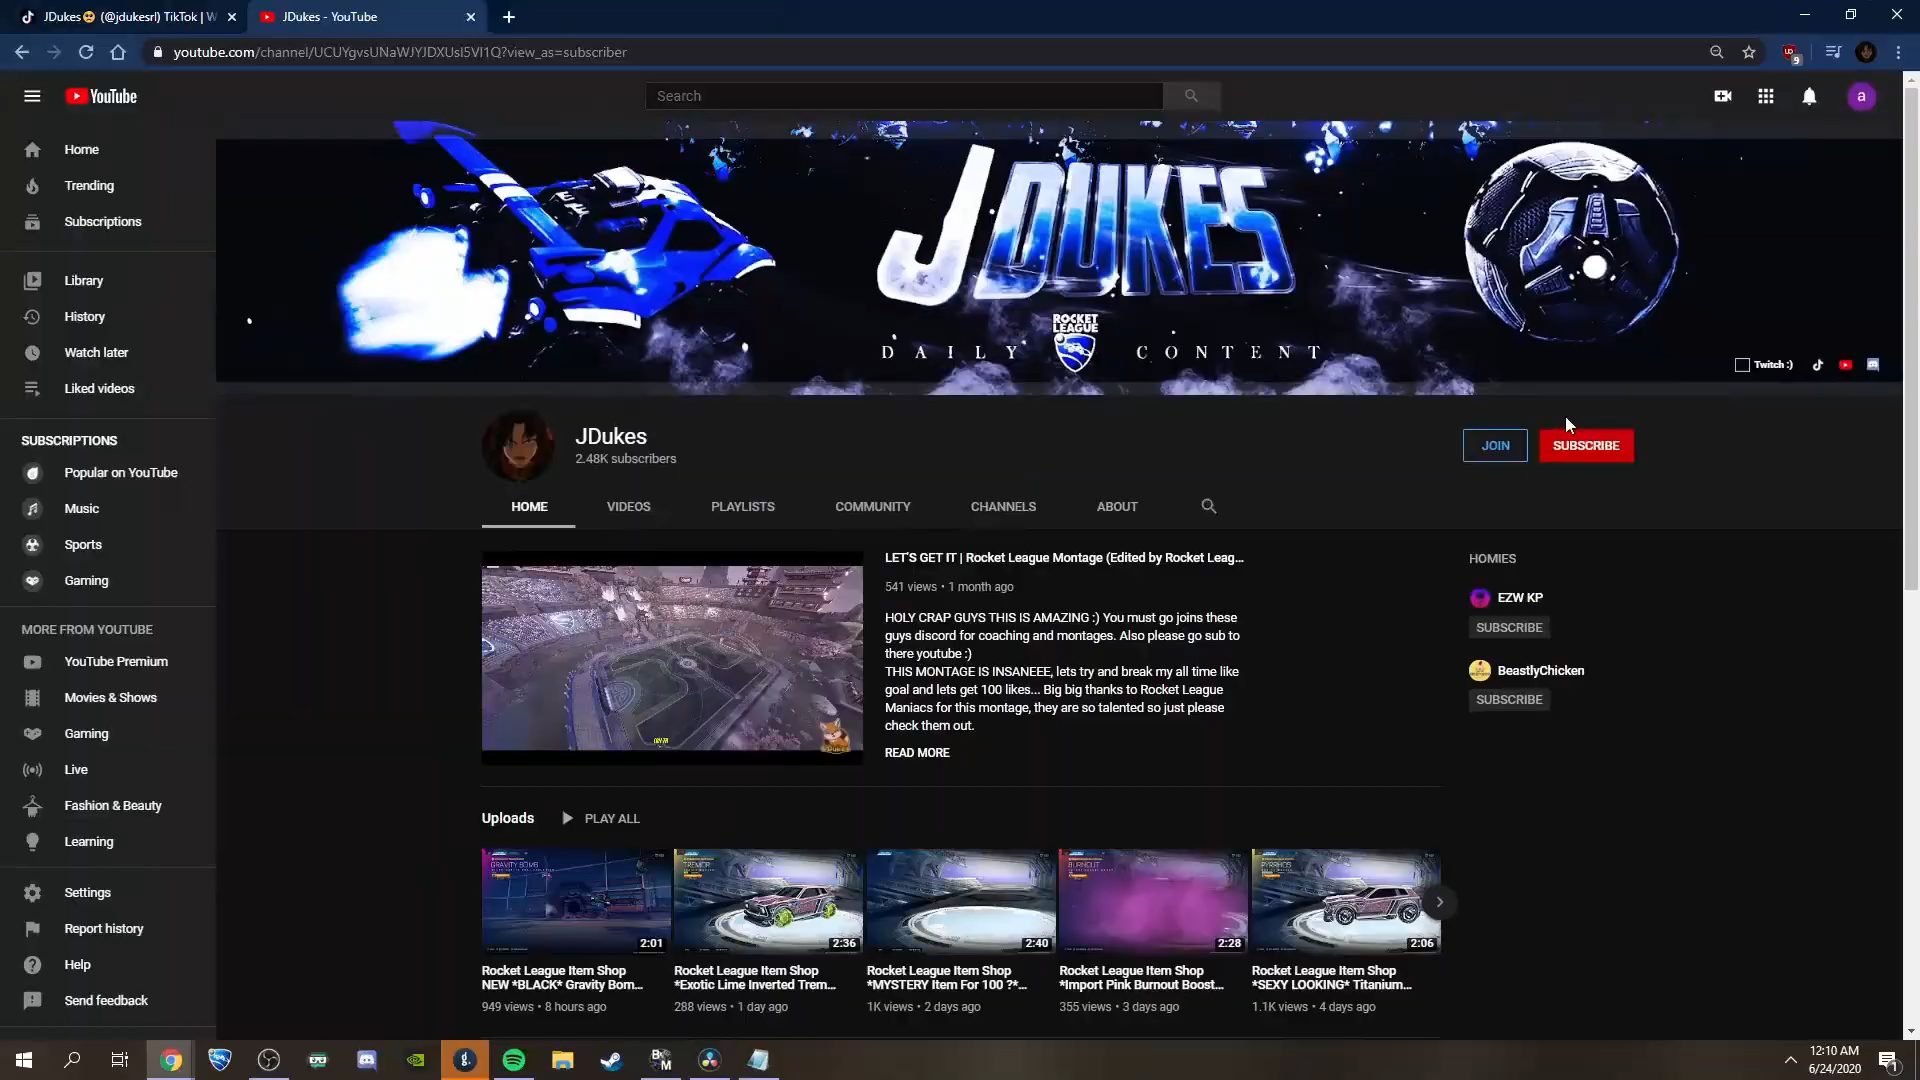 JDukes (@jdukesrl) TikTok | W
JDukes - YouTube
youtube.com/channel/UCUYgvsUNaWJYJDXUsI5VI1Q?view_as=subscriber
9
YouTube
Search
a
Home
Trending
Subscriptions
Library
History
Watch later
Liked videos
SUBSCRIPTIONS
Popular on YouTube
Music
Sports
Gaming
MORE FROM YOUTUBE
YouTube Premium
Movies & Shows
Gaming
Live
Fashion & Beauty
Learning
Settings
Report history
Help
Send feedback
JDUKES
ROCKET
LEAGUE
DAILY CONTENT
Twitch :)
JDukes
2.48K subscribers
JOIN
SUBSCRIBE
HOME
VIDEOS
PLAYLISTS
COMMUNITY
CHANNELS
ABOUT
LET'S GET IT | Rocket League Montage (Edited by Rocket Leag...
541 views • 1 month ago
HOLY CRAP GUYS THIS IS AMAZING :) You must go joins these
guys discord for coaching and montages. Also please go sub to
there youtube :)
THIS MONTAGE IS INSANEEE, lets try and break my all time like
goal and lets get 100 likes... Big big thanks to Rocket League
Maniacs for this montage, they are so talented so just please
check them out.
READ MORE
HOMIES
EZW KP
SUBSCRIBE
BeastlyChicken
SUBSCRIBE
Uploads
PLAY ALL
GRAVITY BOMB
2:01
Rocket League Item Shop
NEW *BLACK* Gravity Bom...
949 views • 8 hours ago
TREMOR
2:36
Rocket League Item Shop
*Exotic Lime Inverted Trem...
288 views • 1 day ago
2:40
Rocket League Item Shop
*MYSTERY Item For 100 ?*...
1K views • 2 days ago
BURNOUT
2:28
Rocket League Item Shop
*Import Pink Burnout Boost...
355 views • 3 days ago
PYRRHOS
2:06
Rocket League Item Shop
*SEXY LOOKING* Titanium...
1.1K views • 4 days ago
12:10 AM
6/24/2020
1